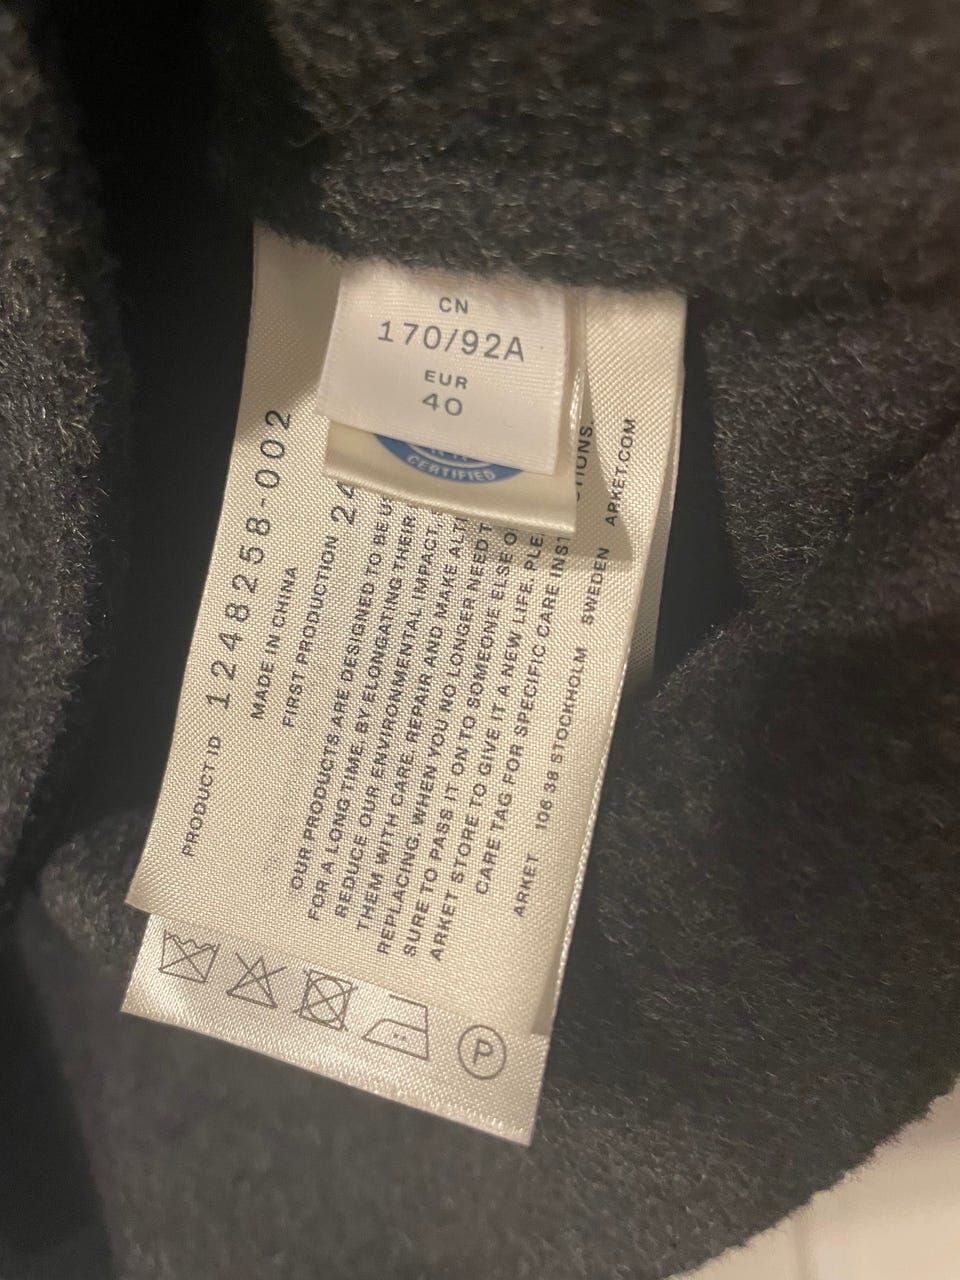 CN
170/92A
EUR
40
CERTIFIED
PRODUCT ID 1248258-002
MADE IN CHINA
FIRST PRODUCTION 24
OUR PRODUCTS ARE DESIGNED TO BE
FOR A LONG TIME. BY ELONGATING THEIR
REDUCE OUR ENVIRONMENTAL IMPACT.
THEM WITH CARE. REPAIR AND MAKE
REPLACING. WHEN YOU NO LONGER NEED
SURE TO PASS IT ON TO SOMEONE ELSE
ARKET STORE TO GIVE IT A NEW LIFE.
CARE TAG FOR SPECIFIC CARE
ARKET 106 38 STOCKHOLM SWEDEN ARKET.COM
P